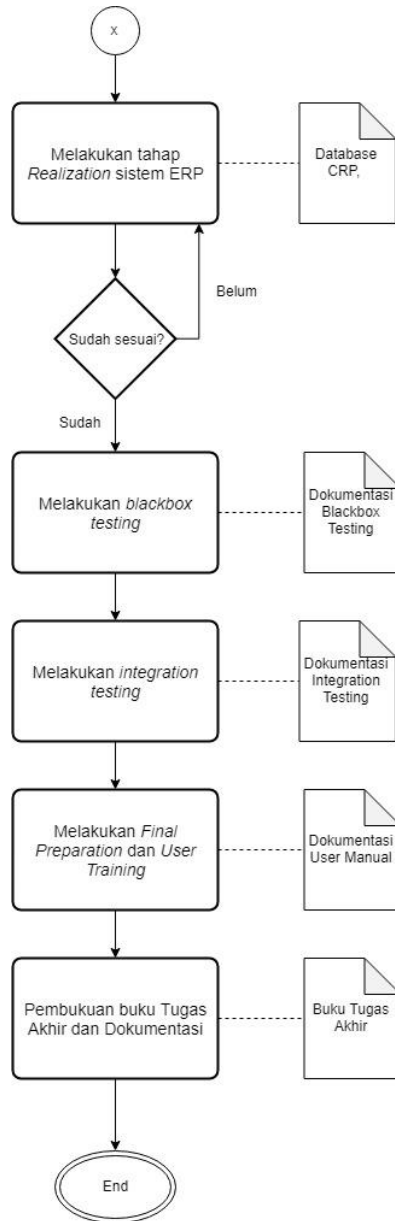 x
Melakukan tahap
Realization sistem ERP
Database
CRP,
Belum
Sudah sesuai?
Sudah
Melakukan blackbox
testing
Dokumentasi
Blackbox
Testing
Melakukan integration
testing
Dokumentasi
Integration
Testing
Melakukan Final
Preparation dan User
Training
Dokumentasi
User Manual
Pembukuan buku Tugas
Akhir dan Dokumentasi
Buku Tugas
Akhir
End